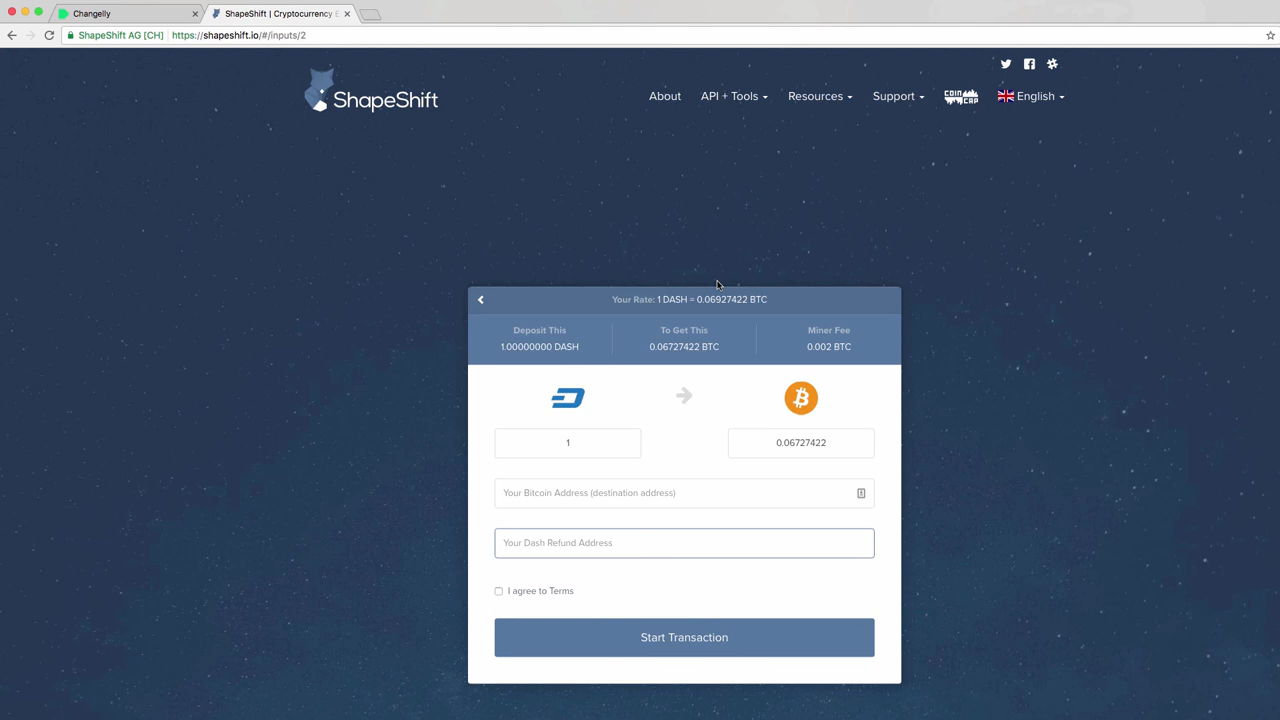 Changelly
ShapeShift | Cryptocurrency E
ShapeShift AG [CH] https://shapeshift.io/#/inputs/2
ShapeShift
About API + Tools Resources Support COIN CAP English
Your Rate: 1 DASH = 0.06927422 BTC
Deposit This To Get This Miner Fee
1.00000000 DASH 0.06727422 BTC 0.002 BTC
1 0.06727422
Your Bitcoin Address (destination address)
Your Dash Refund Address
I agree to Terms
Start Transaction